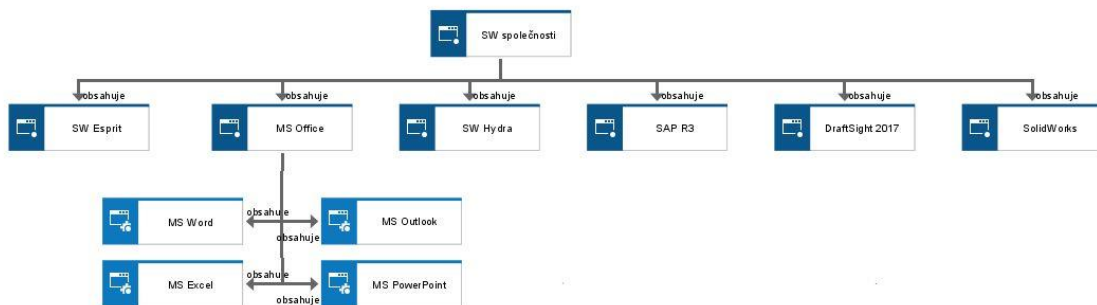 SW společnosti
obsahuje obsahuje obsahuje obsahuje obsahuje obsahuje
SW Esprit MS Office SW Hydra SAP R3 DraftSight 2017 SolidWorks
obsahuje
MS Word MS Outlook
obsahuje
obsahuje
MS Excel MS PowerPoint
obsahuje